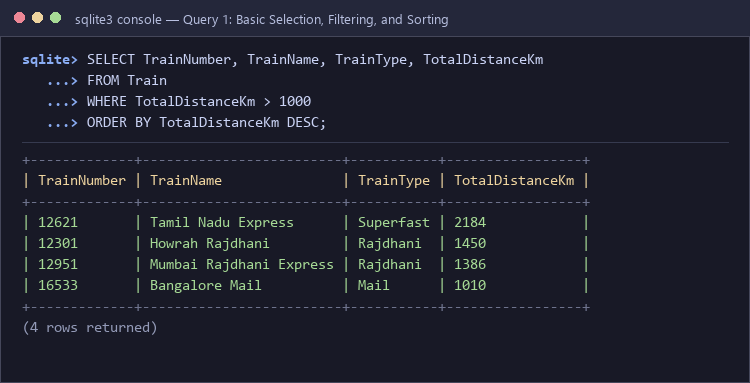 sqlite3 console — Query 1: Basic Selection, Filtering, and Sorting
sqlite> SELECT TrainNumber, TrainName, TrainType, TotalDistanceKm
   ...> FROM Train
   ...> WHERE TotalDistanceKm > 1000
   ...> ORDER BY TotalDistanceKm DESC;
+-------------+-------------------------+-----------+-----------------+
| TrainNumber | TrainName               | TrainType | TotalDistanceKm |
+-------------+-------------------------+-----------+-----------------+
| 12621       | Tamil Nadu Express      | Superfast | 2184            |
| 12301       | Howrah Rajdhani         | Rajdhani  | 1450            |
| 12951       | Mumbai Rajdhani Express | Rajdhani  | 1386            |
| 16533       | Bangalore Mail          | Mail      | 1010            |
+-------------+-------------------------+-----------+-----------------+
(4 rows returned)